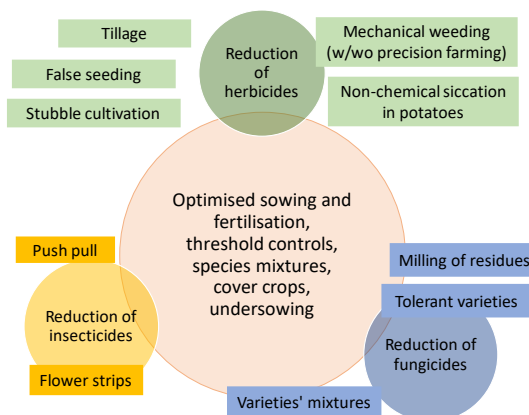 Tillage
False seeding
Stubble cultivation
Reduction
of
herbicides
Mechanical weeding
(w/wo precision farming)
Non-chemical siccation
in potatoes
Optimised sowing and
fertilisation,
threshold controls,
species mixtures,
cover crops,
undersowing
Push pull
Reduction of
insecticides
Flower strips
Milling of residues
Tolerant varieties
Reduction of
fungicides
Varieties' mixtures